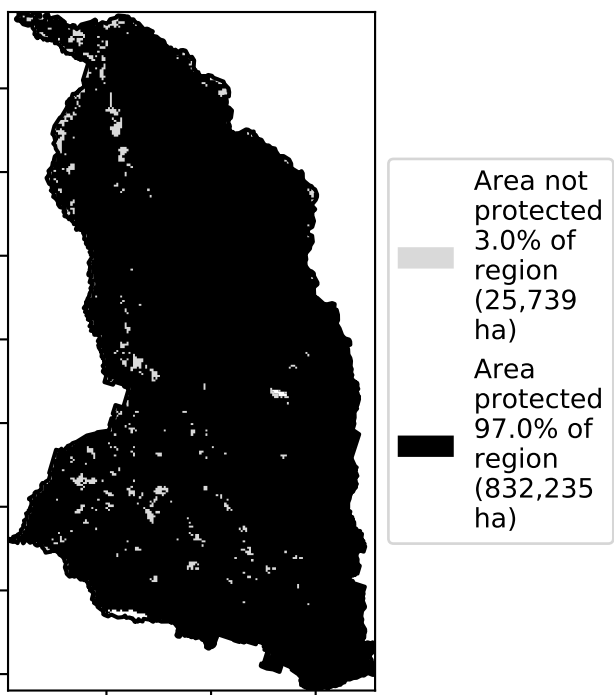 Area not
protected
3.0% of
region
(25,739
ha)
Area
protected
97.0% of
region
(832,235
ha)